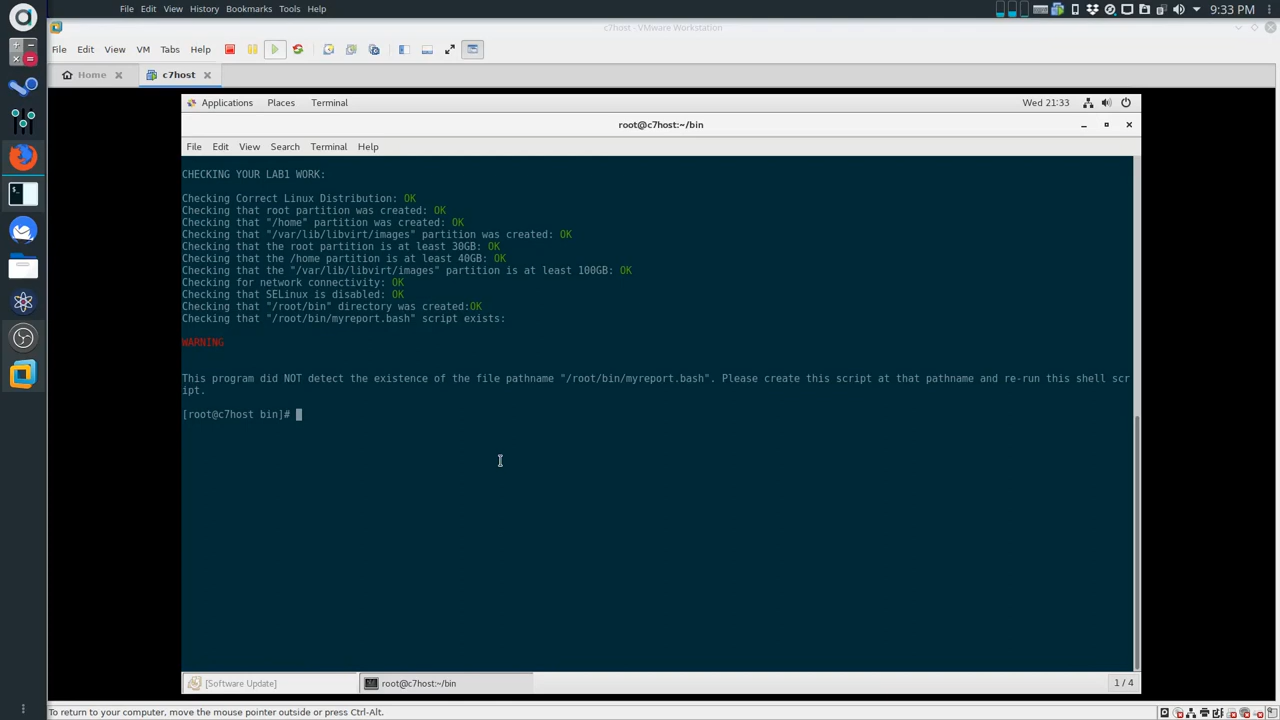 File Edit View History Bookmarks Tools Help
9:33 PM
c7host - VMware Workstation
File Edit View VM Tabs Help
Home
c7host
Applications Places Terminal
Wed 21:33
root@c7host:~/bin
File Edit View Search Terminal Help
CHECKING YOUR LAB1 WORK:
Checking Correct Linux Distribution: OK
Checking that root partition was created: OK
Checking that "/home" partition was created: OK
Checking that "/var/lib/libvirt/images" partition was created: OK
Checking that the root partition is at least 30GB: OK
Checking that the /home partition is at least 40GB: OK
Checking that the "/var/lib/libvirt/images" partition is at least 100GB: OK
Checking for network connectivity: OK
Checking that SELinux is disabled: OK
Checking that "/root/bin" directory was created:OK
Checking that "/root/bin/myreport.bash" script exists:
WARNING
This program did NOT detect the existence of the file pathname "/root/bin/myreport.bash". Please create this script at that pathname and re-run this shell scr
ipt.
[root@c7host bin]#
[Software Update]
root@c7host:~/bin
1 / 4
To return to your computer, move the mouse pointer outside or press Ctrl-Alt.